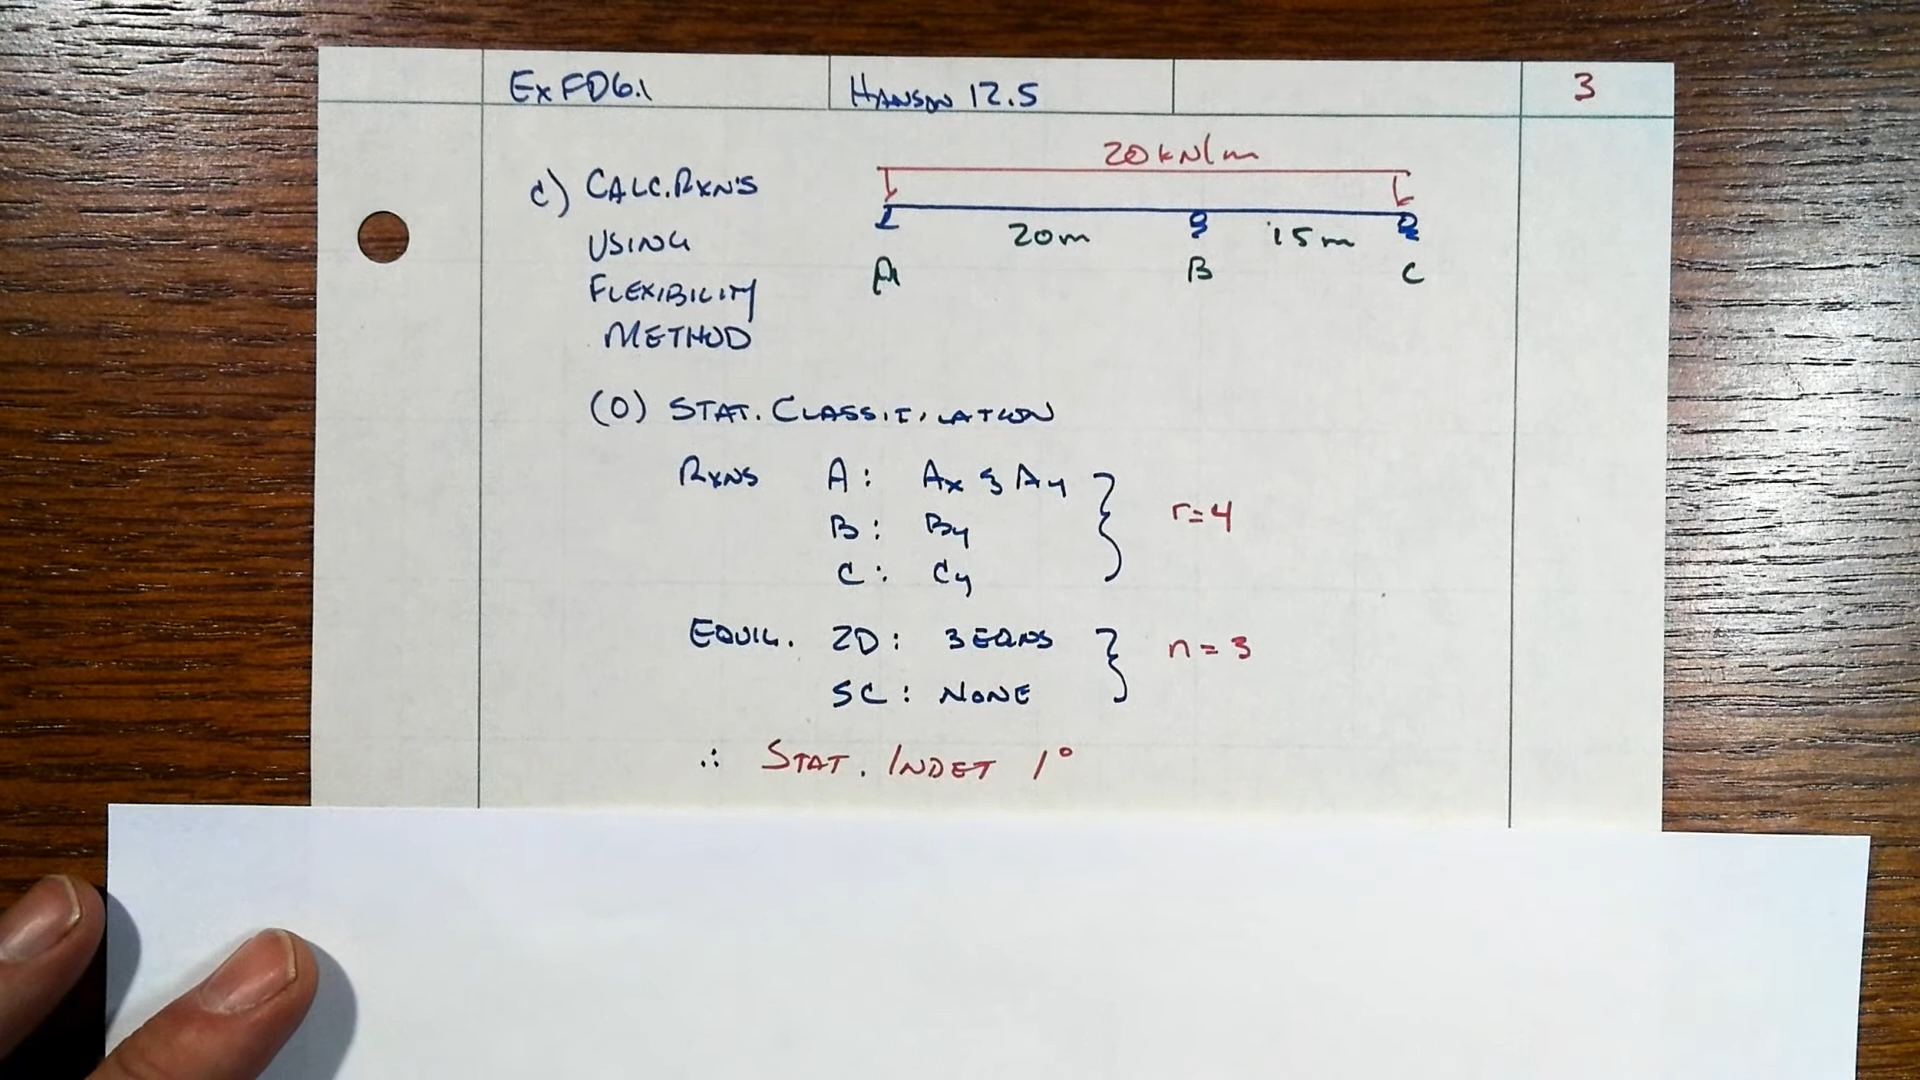 Ex FD6.1
HANSON 12.5
3
20 kN/m
c) CALC. RXN'S
USING
FLEXIBILITY
METHOD
20m
15m
A
B
C
(0) STAT. CLASSIFICATION
RXNS A: Ax & Ay
B: By
C: Cy
r=4
EQUIL. 2D: 3 EQNS
SC: NONE
n=3
∴ STAT. INDET 1°